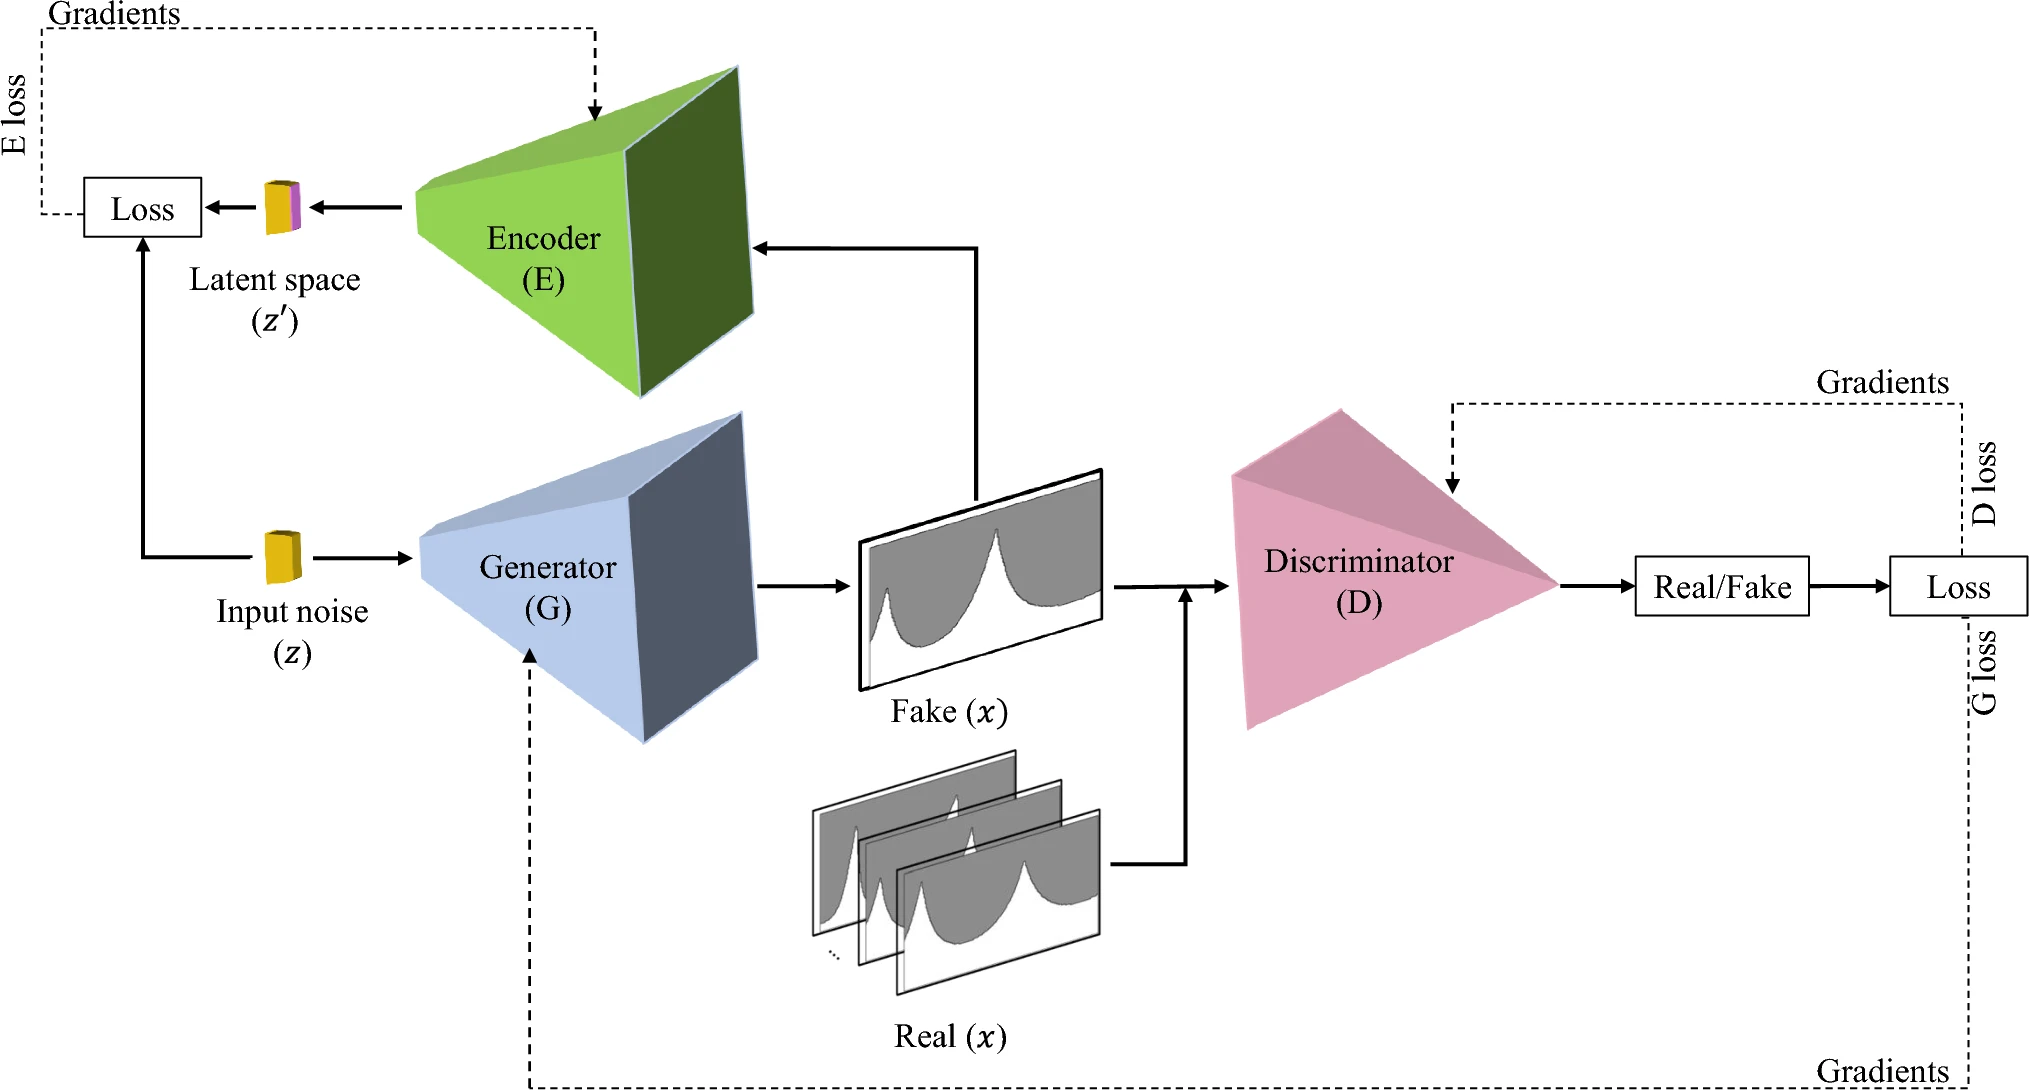 Gradients
E loss
Loss
Encoder
(E)
Latent space
(z′)
Gradients
D loss
Generator
(G)
Input noise
(z)
Discriminator
(D)
Real/Fake
Loss
G loss
Fake (x)
...
Real (x)
Gradients